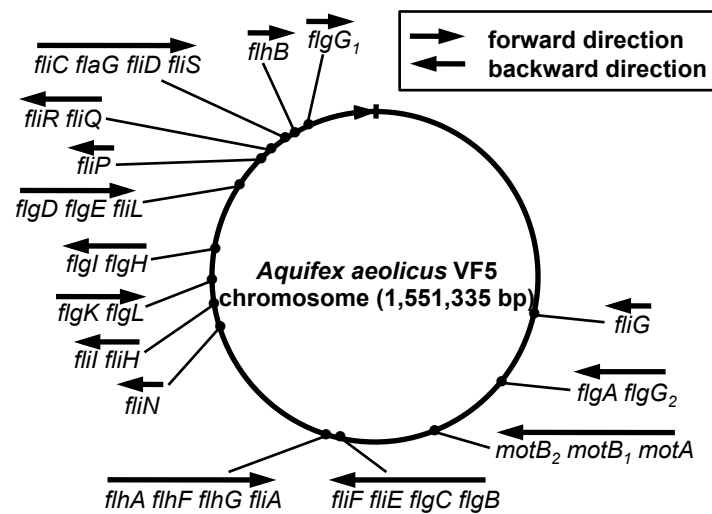 forward direction
backward direction
flhB
flgG1
fliC flaG fliD fliS
fliR fliQ
fliP
flgD flgE fliL
flgI flgH
flgK flgL
fliI fliH
fliN
Aquifex aeolicus VF5
chromosome (1,551,335 bp)
fliG
flgA flgG2
motB2 motB1 motA
flhA flhF flhG fliA
fliF fliE flgC flgB